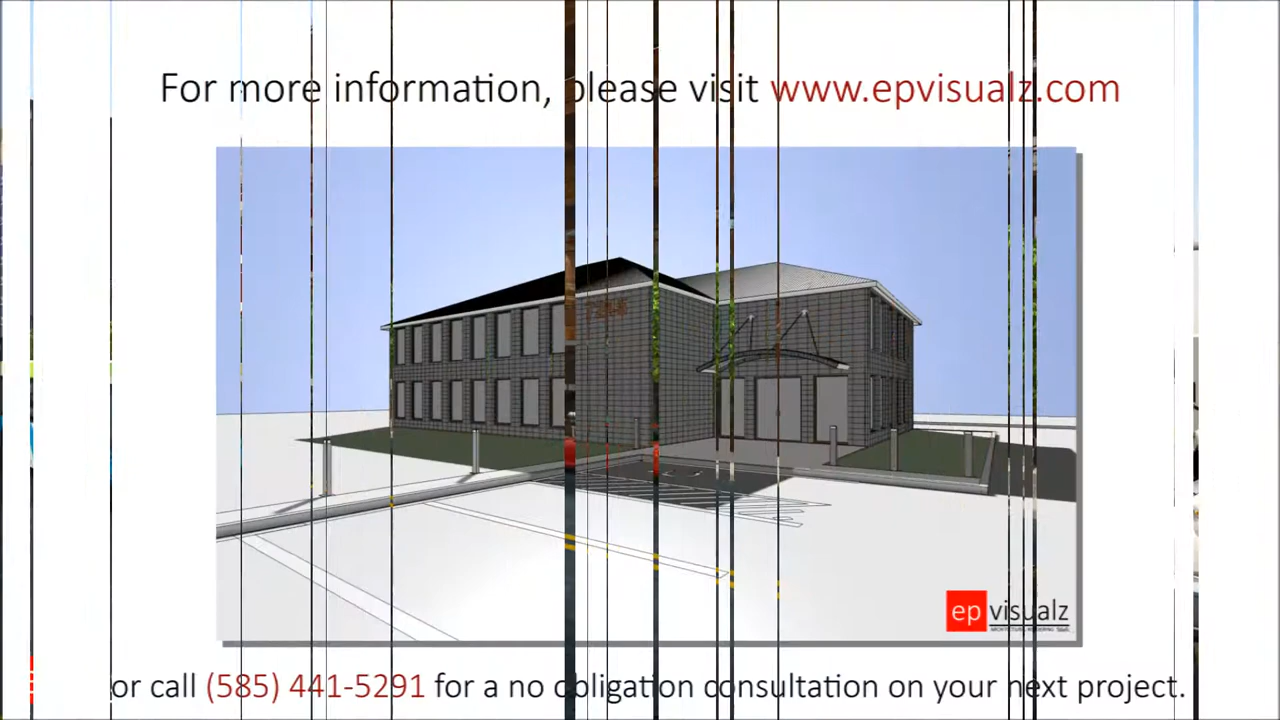 For more information, please visit www.epvisualz.com
ep visualz
or call (585) 441-5291 for a no obligation consultation on your next project.